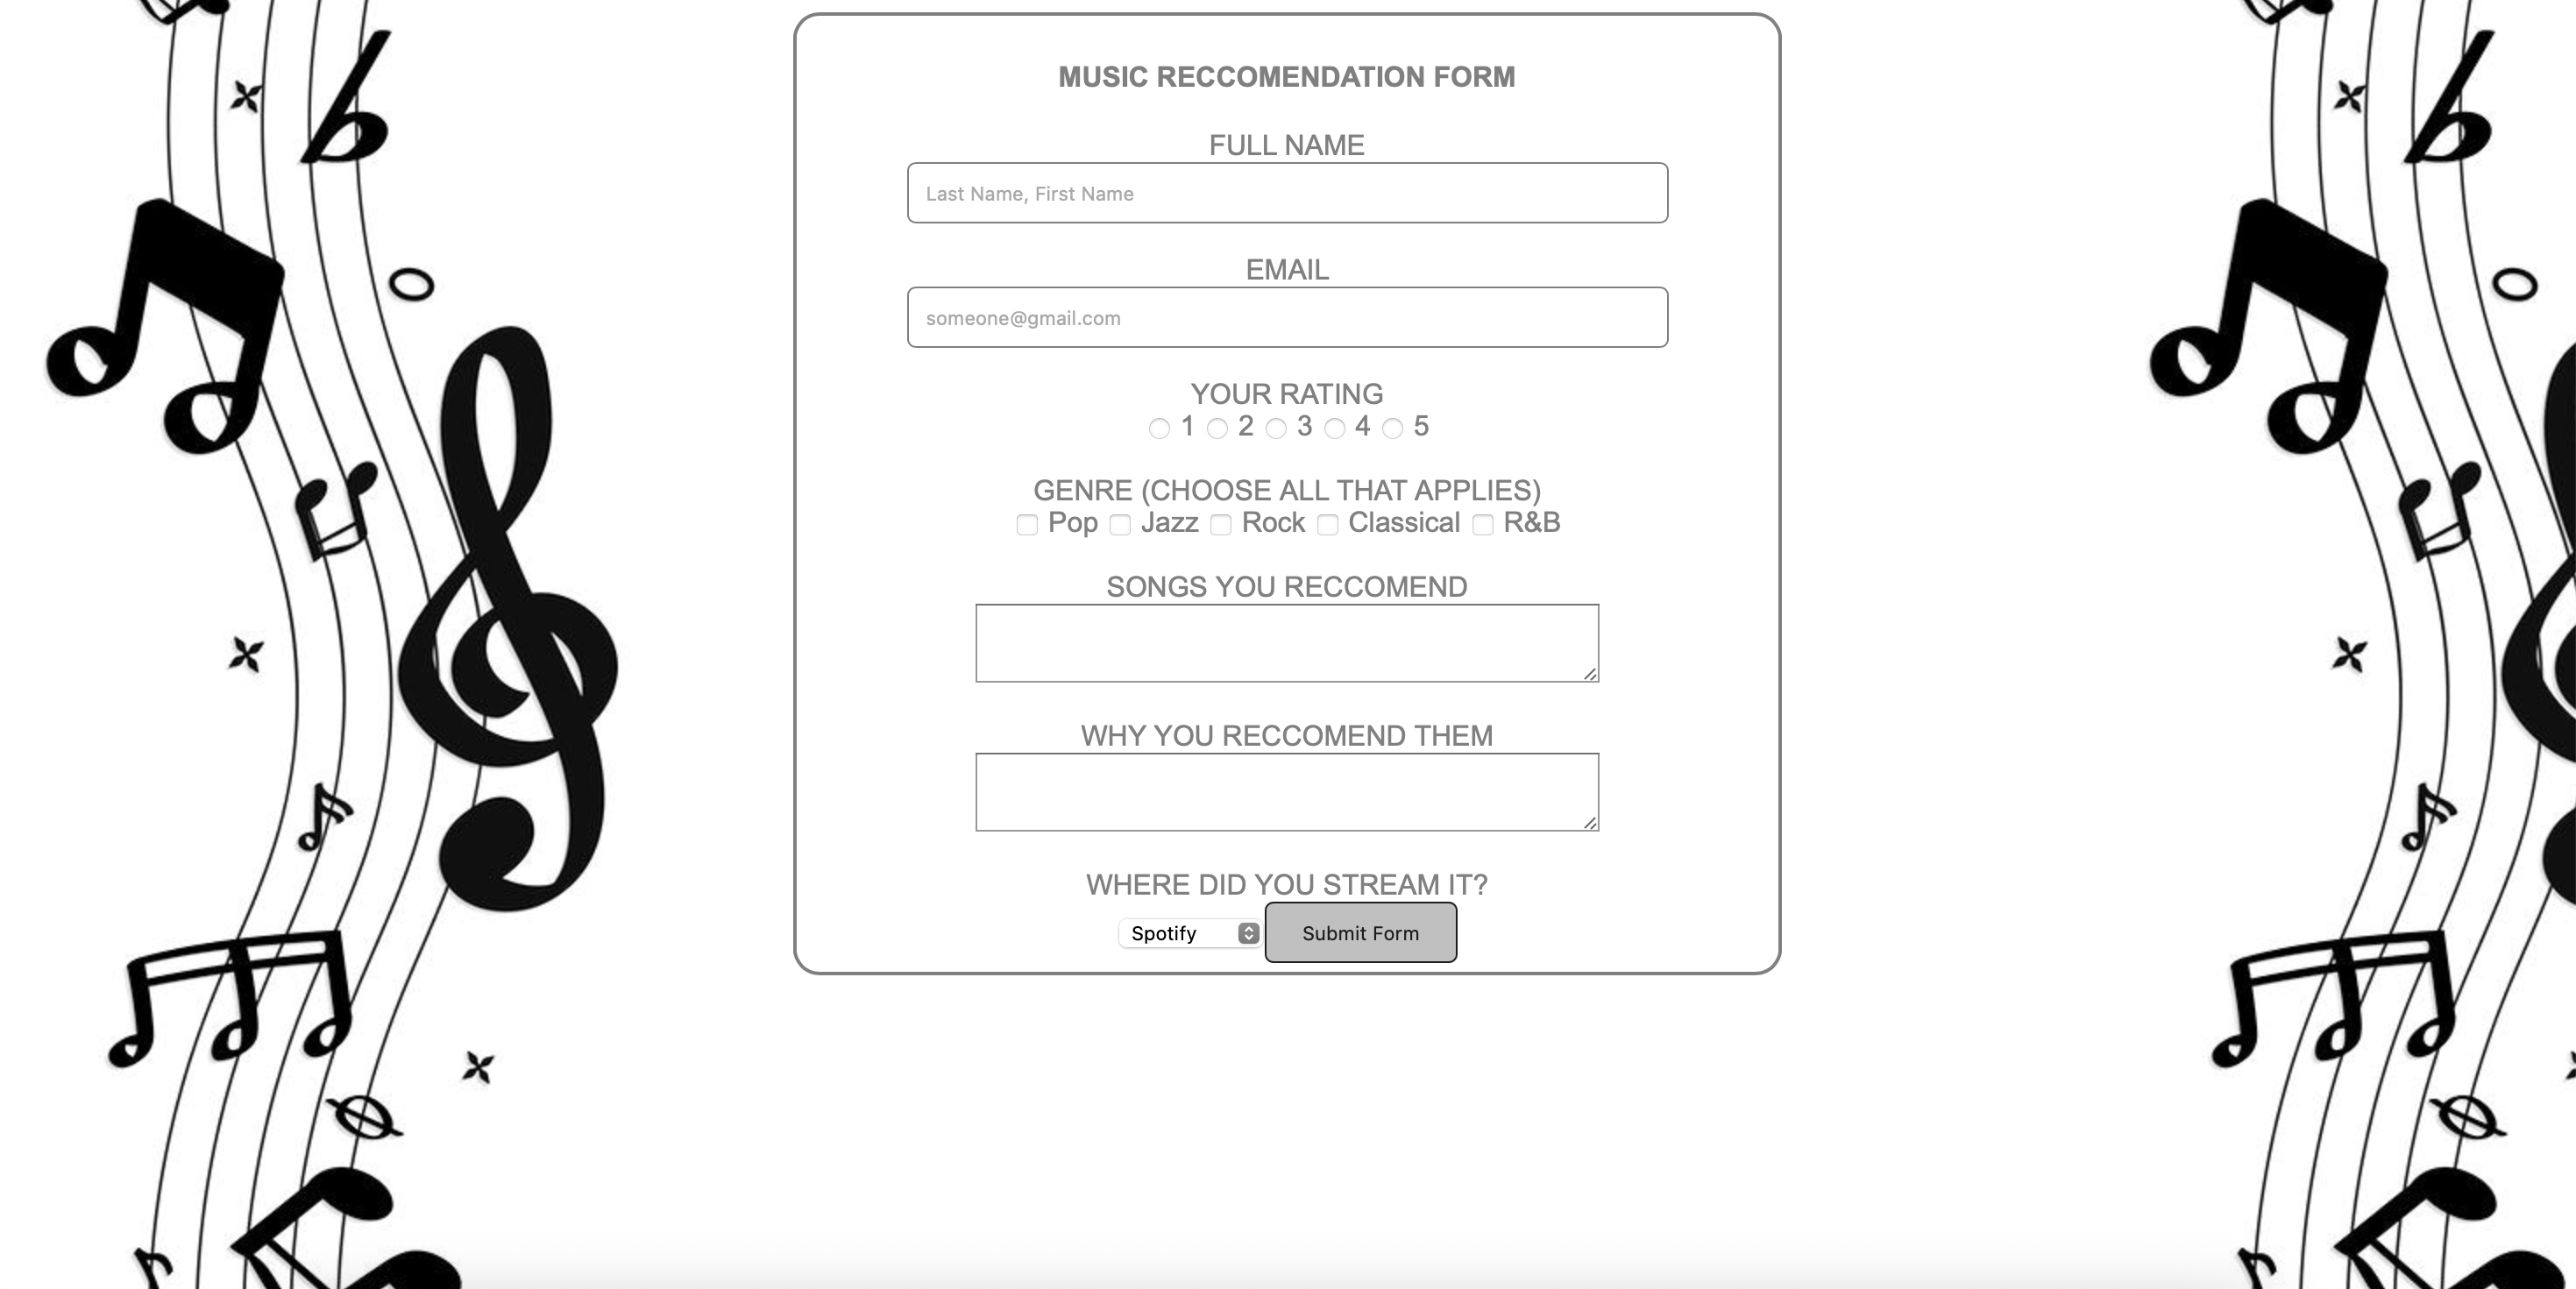 MUSIC RECCOMENDATION FORM
FULL NAME
Last Name, First Name
EMAIL
someone@gmail.com
YOUR RATING
1 2 3 4 5
GENRE (CHOOSE ALL THAT APPLIES)
Pop Jazz Rock Classical R&B
SONGS YOU RECCOMEND
WHY YOU RECCOMEND THEM
WHERE DID YOU STREAM IT?
Spotify Submit Form